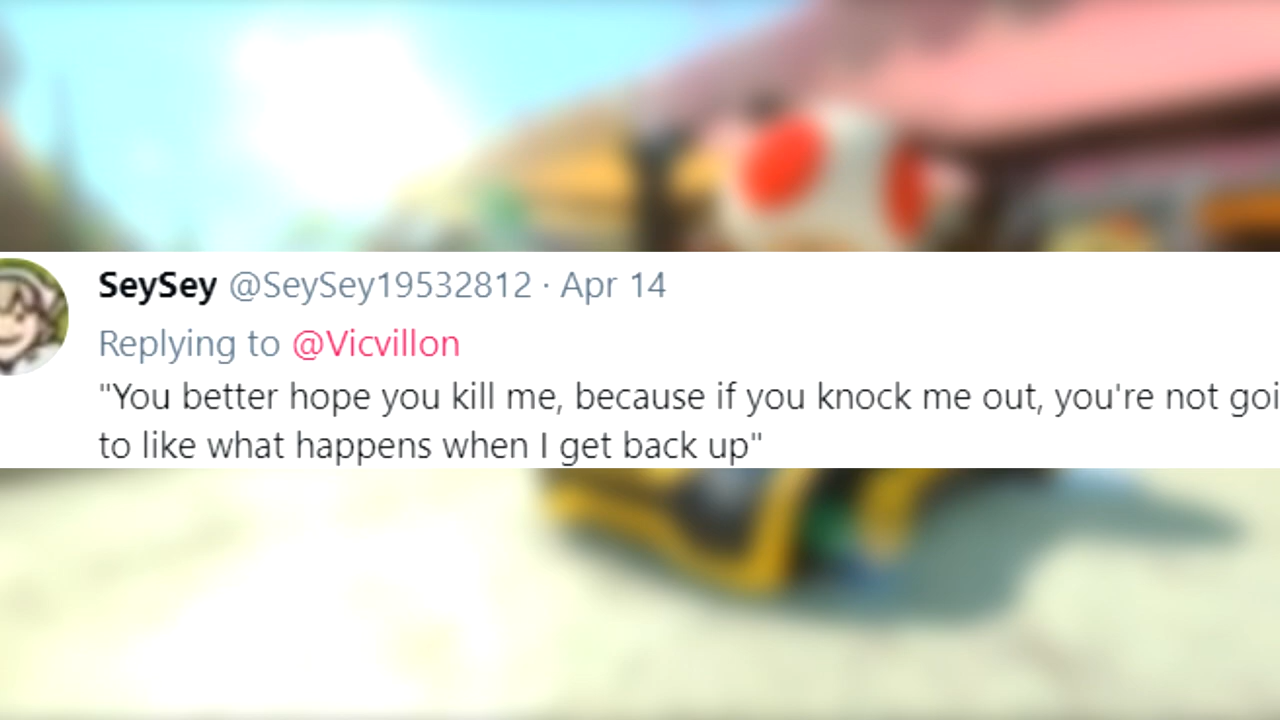 SeySey @SeySey19532812 · Apr 14
Replying to @Vicvillon
"You better hope you kill me, because if you knock me out, you're not goi
to like what happens when I get back up"